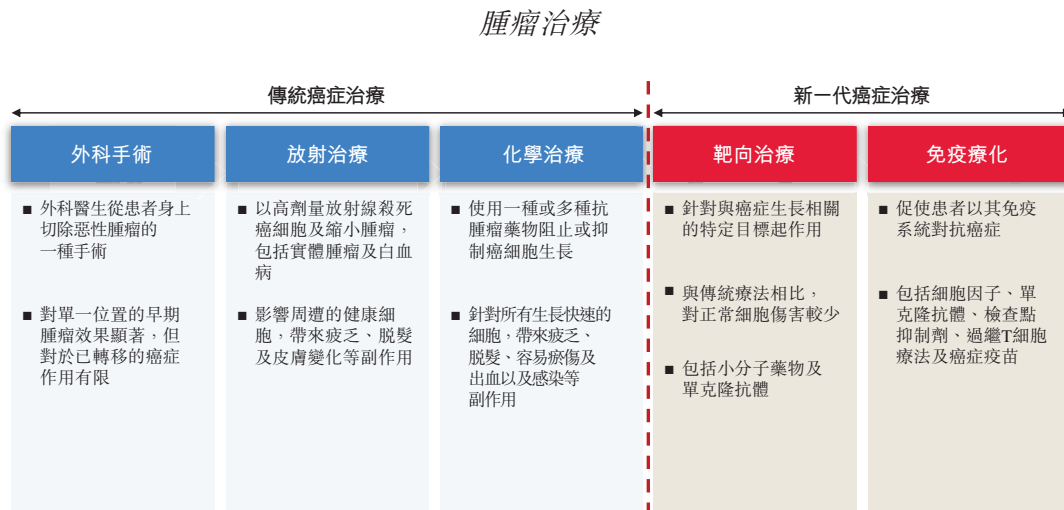 腫瘤治療
傳統癌症治療
新一代癌症治療
外科手術
放射治療
化學治療
靶向治療
免疫療化
■ 外科醫生從患者身上
切除惡性腫瘤的
一種手術
■ 對單一位置的早期
腫瘤效果顯著，但
對於已轉移的癌症
作用有限
■ 以高劑量放射線殺死
癌細胞及縮小腫瘤，
包括實體腫瘤及白血
病
■ 影響周遭的健康細
胞，帶來疲乏、脫髮
及皮膚變化等副作用
■ 使用一種或多種抗
腫瘤藥物阻止或抑
制癌細胞生長
■ 針對所有生長快速的
細胞，帶來疲乏、
脫髮、容易瘀傷及
出血以及感染等
副作用
■ 針對與癌症生長相關
的特定目標起作用
■ 與傳統療法相比，
對正常細胞傷害較少
■ 包括小分子藥物及
單克隆抗體
■ 促使患者以其免疫
系統對抗癌症
■ 包括細胞因子、單
克隆抗體、檢查點
抑制劑、過繼T細胞
療法及癌症疫苗